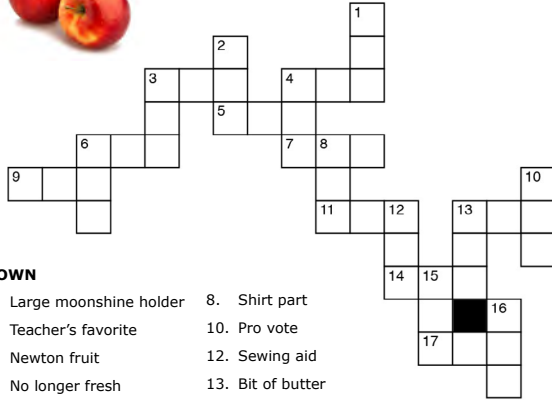 1
2
3
4
5
6
7
8
9
10
11
12
13
14
15
16
17
OWN
Large moonshine holder
Teacher's favorite
Newton fruit
No longer fresh
8. Shirt part
10. Pro vote
12. Sewing aid
13. Bit of butter